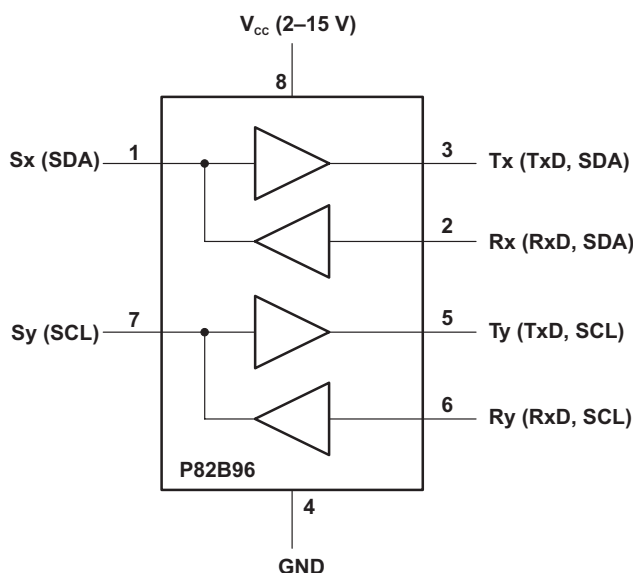 V_CC (2–15 V)
8
Sx (SDA)
1
3
Tx (TxD, SDA)
2
Rx (RxD, SDA)
Sy (SCL)
7
5
Ty (TxD, SCL)
6
Ry (RxD, SCL)
P82B96
4
GND